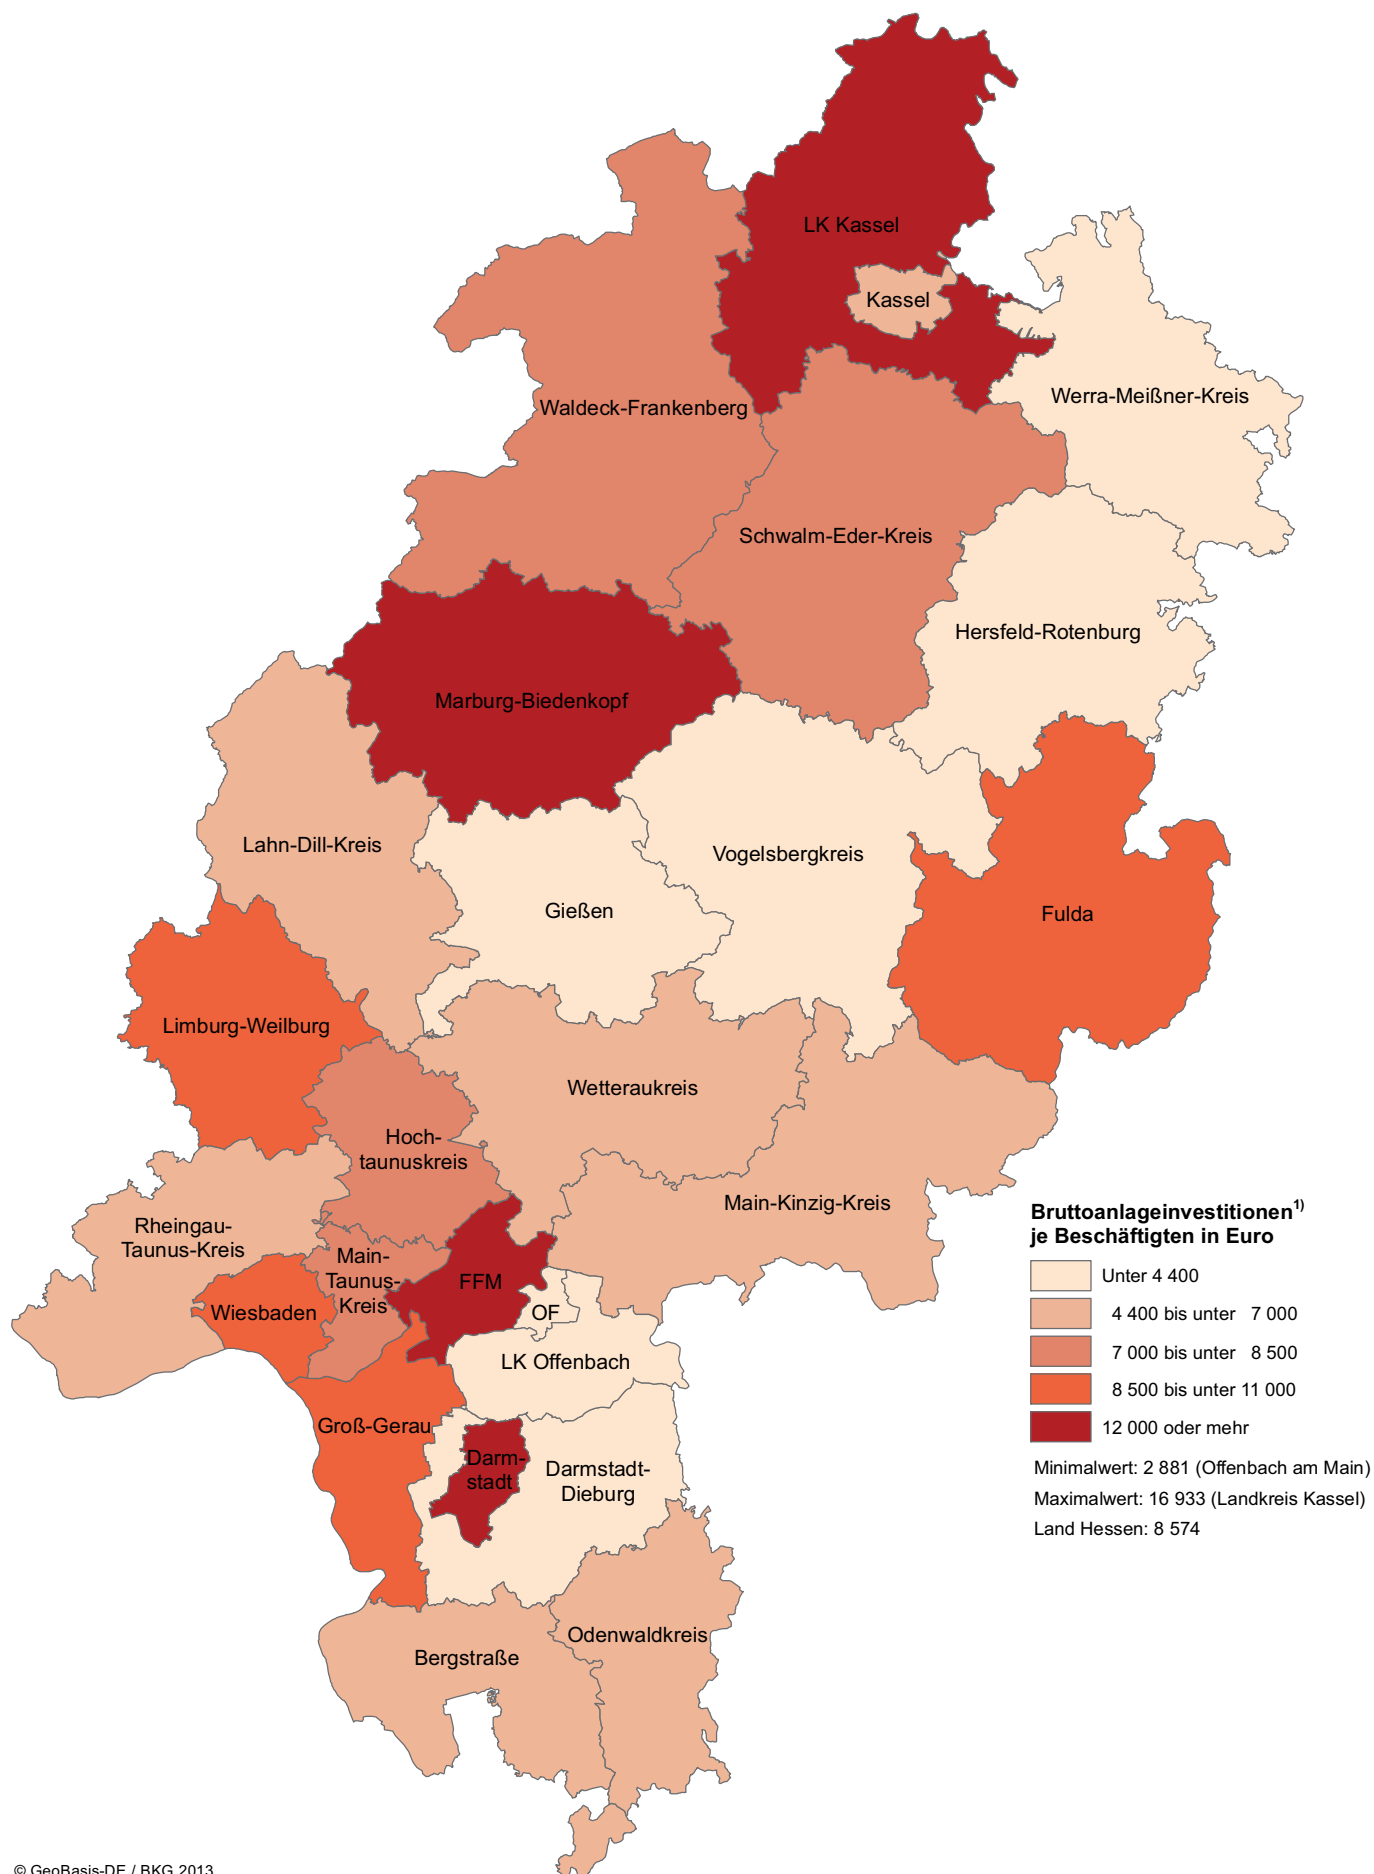 LK Kassel
Kassel
Werra-Meißner-Kreis
Waldeck-Frankenberg
Schwalm-Eder-Kreis
Hersfeld-Rotenburg
Marburg-Biedenkopf
Lahn-Dill-Kreis
Vogelsbergkreis
Gießen
Fulda
Limburg-Weilburg
Wetteraukreis
Hoch-
taunuskreis
Main-Kinzig-Kreis
Rheingau-
Taunus-Kreis
Main-
Taunus-
Kreis
FFM
Wiesbaden
OF
LK Offenbach
Groß-Gerau
Darm-
stadt
Darmstadt-
Dieburg
Odenwaldkreis
Bergstraße
Bruttoanlageinvestitionen1)
je Beschäftigten in Euro
Unter 4 400
4 400 bis unter 7 000
7 000 bis unter 8 500
8 500 bis unter 11 000
12 000 oder mehr
Minimalwert: 2 881 (Offenbach am Main)
Maximalwert: 16 933 (Landkreis Kassel)
Land Hessen: 8 574
© GeoBasis-DE / BKG 2013